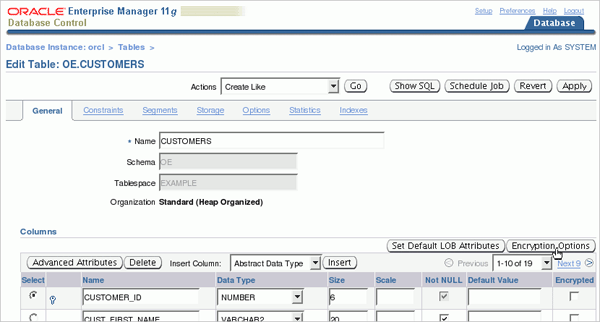 ORACLE Enterprise Manager 11g
Database Control
Setup Preferences Help Logout
Database
Database Instance: orcl > Tables >
Logged in As SYSTEM
Edit Table: OE.CUSTOMERS
Actions Create Like Go Show SQL Schedule Job Revert Apply
General Constraints Segments Storage Options Statistics Indexes
* Name CUSTOMERS
Schema OE
Tablespace EXAMPLE
Organization Standard (Heap Organized)
Columns
Set Default LOB Attributes Encryption Options
Advanced Attributes Delete Insert Column: Abstract Data Type Insert Previous 1-10 of 19 Next 9
Select Name Data Type Size Scale Not NULL Default Value Encrypted
CUSTOMER_ID NUMBER 6
CUST_FIRST_NAME VARCHAR2 20